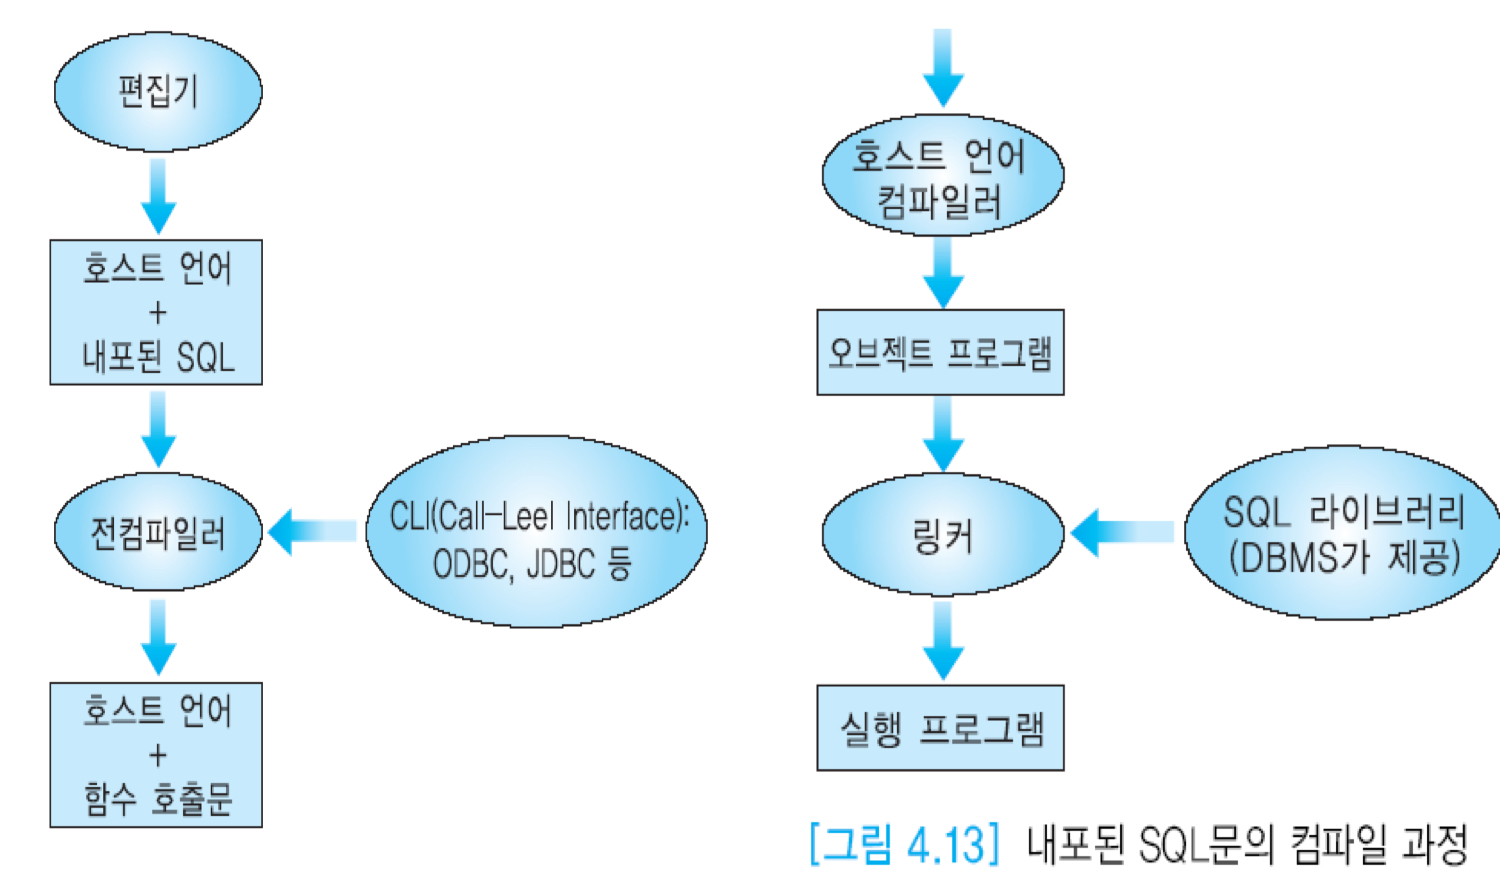 편집기
호스트 언어
+
내포된 SQL
전컴파일러
CLI(Call-Leel Interface):
ODBC, JDBC 등
호스트 언어
+
함수 호출문
호스트 언어
컴파일러
오브젝트 프로그램
링커
SQL 라이브러리
(DBMS가 제공)
실행 프로그램
[그림 4.13] 내포된 SQL문의 컴파일 과정